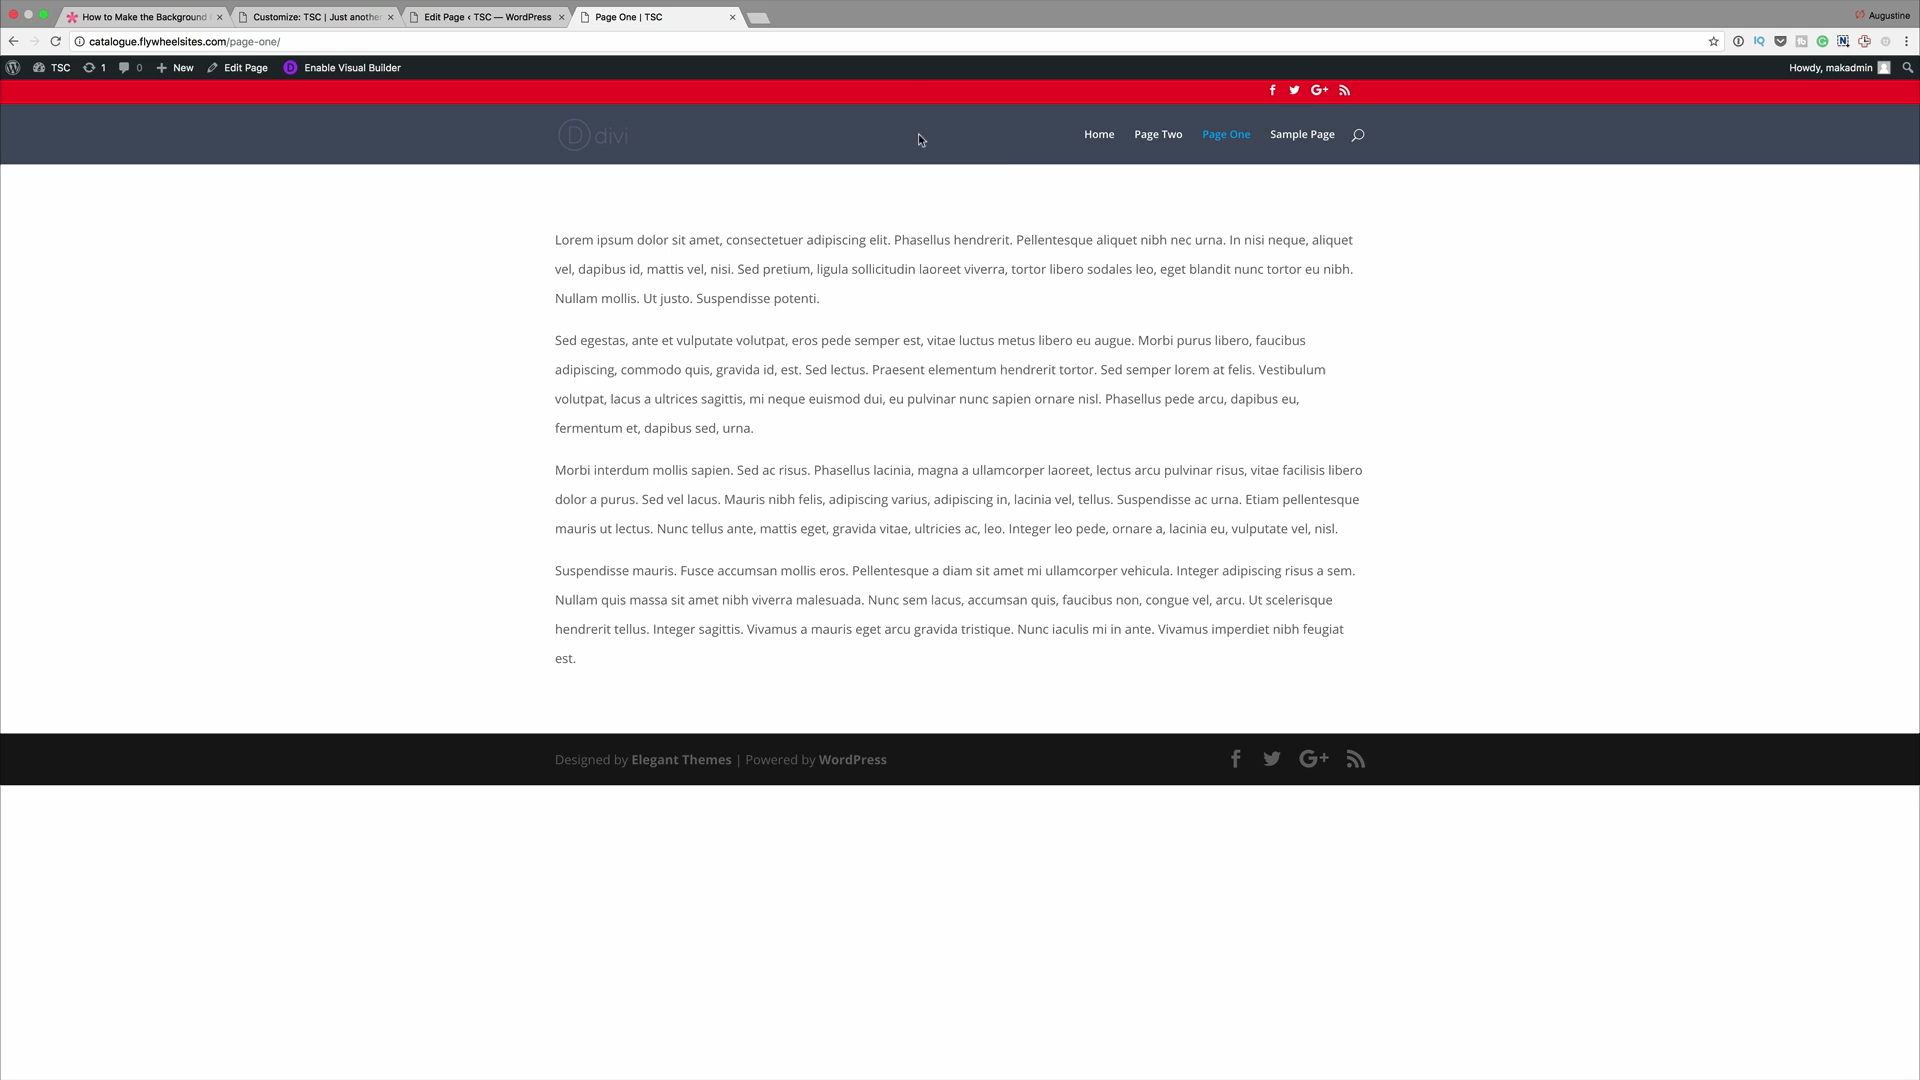 How to Make the Background
Customize: TSC | Just another
Edit Page ‹ TSC — WordPress
Page One | TSC
Augustine
catalogue.flywheelsites.com/page-one/
TSC
1
0
New
Edit Page
D
Enable Visual Builder
Howdy, makadmin
D divi
Home
Page Two
Page One
Sample Page
Lorem ipsum dolor sit amet, consectetuer adipiscing elit. Phasellus hendrerit. Pellentesque aliquet nibh nec urna. In nisi neque, aliquet
vel, dapibus id, mattis vel, nisi. Sed pretium, ligula sollicitudin laoreet viverra, tortor libero sodales leo, eget blandit nunc tortor eu nibh.
Nullam mollis. Ut justo. Suspendisse potenti.
Sed egestas, ante et vulputate volutpat, eros pede semper est, vitae luctus metus libero eu augue. Morbi purus libero, faucibus
adipiscing, commodo quis, gravida id, est. Sed lectus. Praesent elementum hendrerit tortor. Sed semper lorem at felis. Vestibulum
volutpat, lacus a ultrices sagittis, mi neque euismod dui, eu pulvinar nunc sapien ornare nisl. Phasellus pede arcu, dapibus eu,
fermentum et, dapibus sed, urna.
Morbi interdum mollis sapien. Sed ac risus. Phasellus lacinia, magna a ullamcorper laoreet, lectus arcu pulvinar risus, vitae facilisis libero
dolor a purus. Sed vel lacus. Mauris nibh felis, adipiscing varius, adipiscing in, lacinia vel, tellus. Suspendisse ac urna. Etiam pellentesque
mauris ut lectus. Nunc tellus ante, mattis eget, gravida vitae, ultricies ac, leo. Integer leo pede, ornare a, lacinia eu, vulputate vel, nisl.
Suspendisse mauris. Fusce accumsan mollis eros. Pellentesque a diam sit amet mi ullamcorper vehicula. Integer adipiscing risus a sem.
Nullam quis massa sit amet nibh viverra malesuada. Nunc sem lacus, accumsan quis, faucibus non, congue vel, arcu. Ut scelerisque
hendrerit tellus. Integer sagittis. Vivamus a mauris eget arcu gravida tristique. Nunc iaculis mi in ante. Vivamus imperdiet nibh feugiat
est.
Designed by Elegant Themes | Powered by WordPress